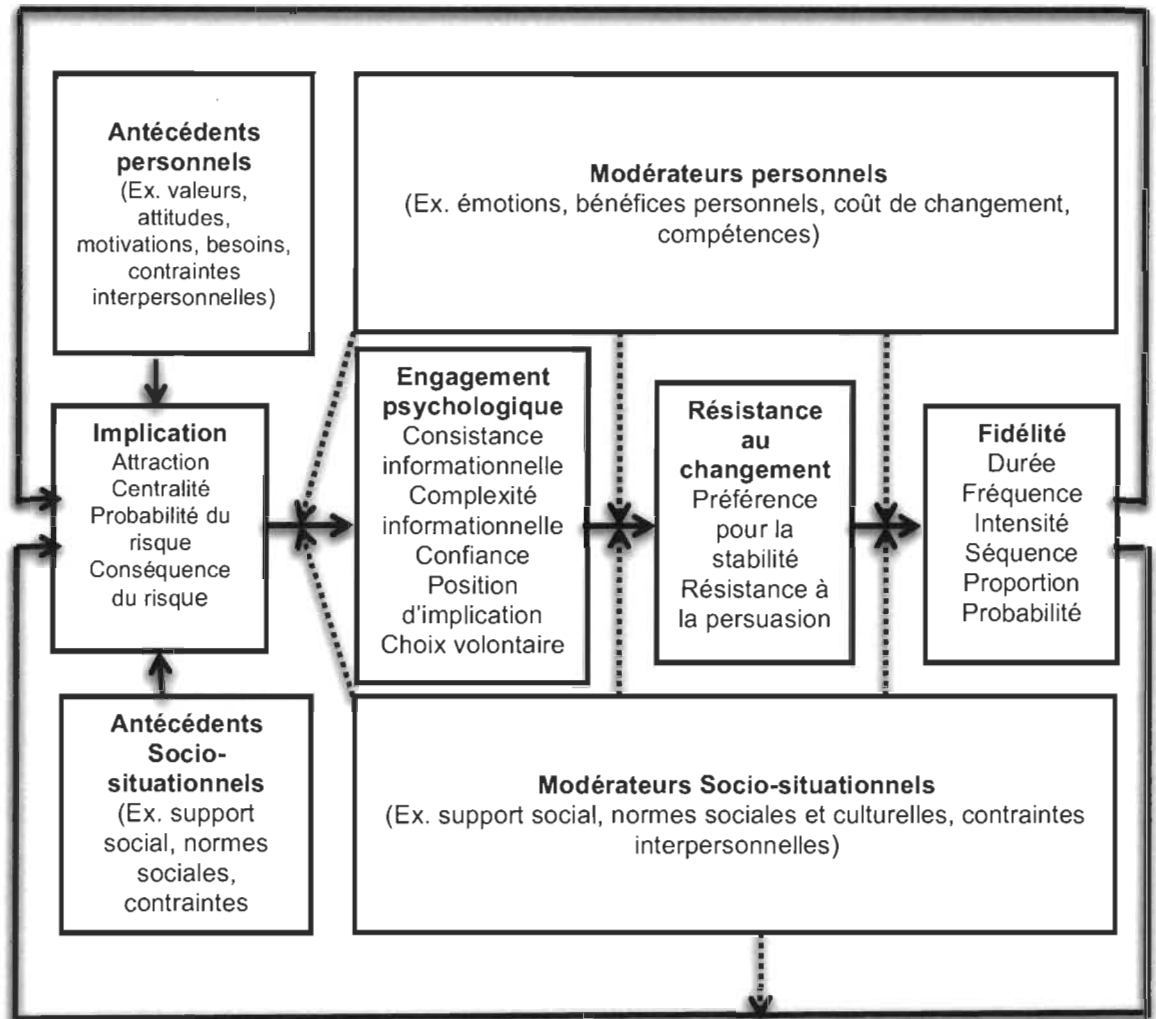 Antécédents
personnels
(Ex. valeurs,
attitudes,
motivations, besoins,
contraintes
interpersonnelles)
Modérateurs personnels
(Ex. émotions, bénéfices personnels, coût de changement,
compétences)
Implication
Attraction
Centralité
Probabilité du
risque
Conséquence
du risque
Engagement
psychologique
Consistance
informationnelle
Complexité
informationnelle
Confiance
Position
d'implication
Choix volontaire
Résistance
au
changement
Préférence
pour la
stabilité
Résistance à
la persuasion
Fidélité
Durée
Fréquence
Intensité
Séquence
Proportion
Probabilité
Antécédents
Socio-
situationnels
(Ex. support
social, normes
sociales,
contraintes
Modérateurs Socio-situationnels
(Ex. support social, normes sociales et culturelles, contraintes
interpersonnelles)